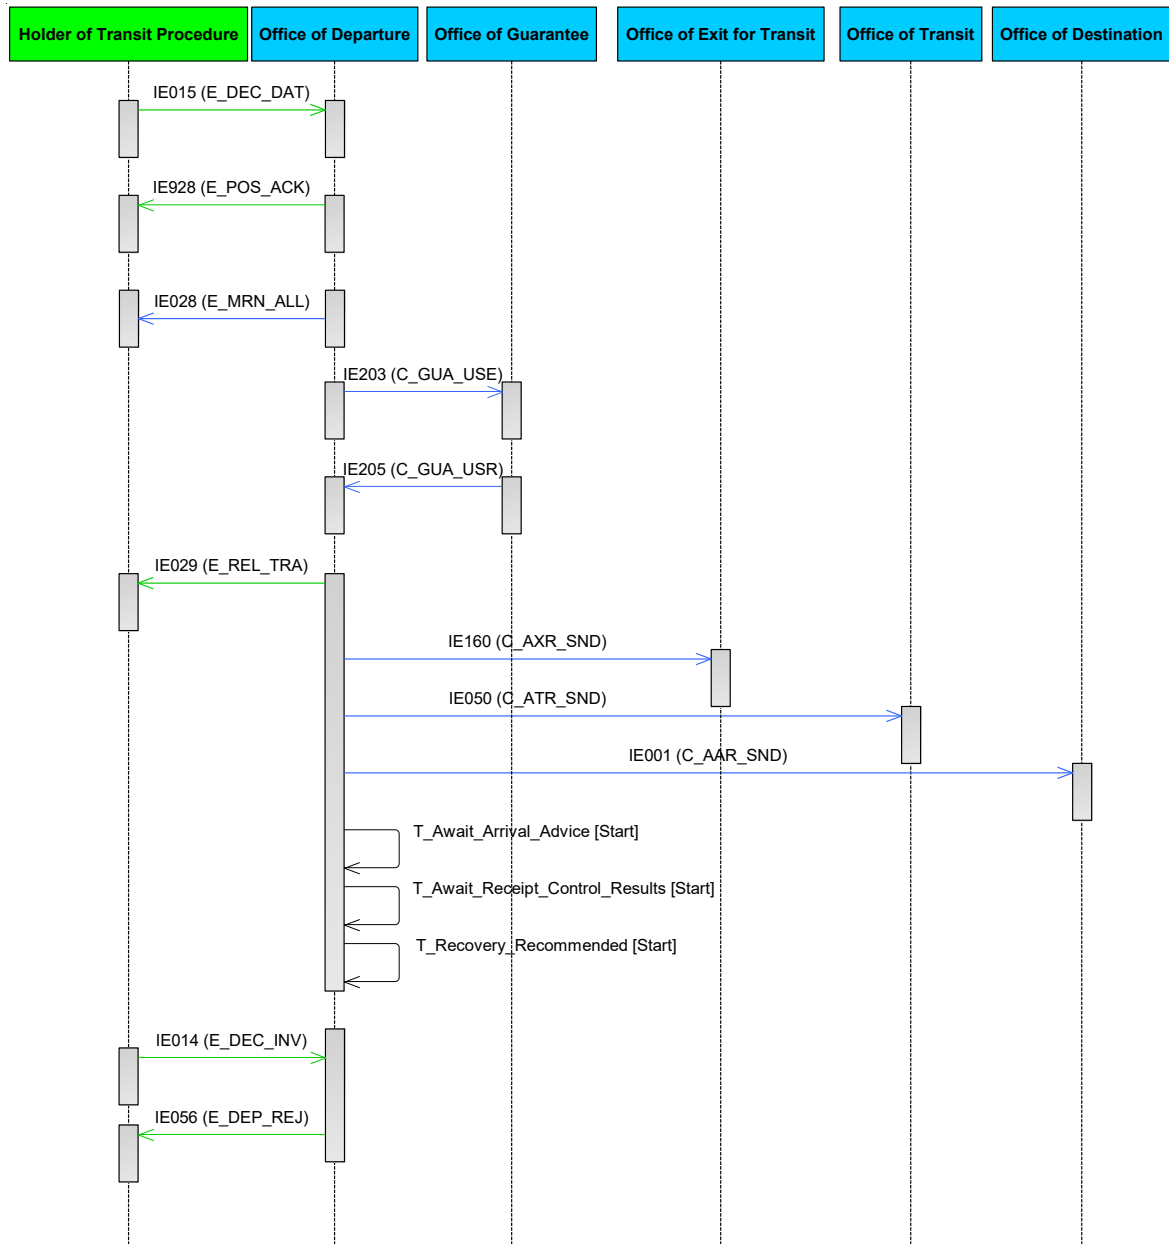 Holder of Transit Procedure
Office of Departure
Office of Guarantee
Office of Exit for Transit
Office of Transit
Office of Destination
IE015 (E_DEC_DAT)
IE928 (E_POS_ACK)
IE028 (E_MRN_ALL)
IE203 (C_GUA_USE)
IE205 (C_GUA_USR)
IE029 (E_REL_TRA)
IE160 (C_AXR_SND)
IE050 (C_ATR_SND)
IE001 (C_AAR_SND)
T_Await_Arrival_Advice [Start]
T_Await_Receipt_Control_Results [Start]
T_Recovery_Recommended [Start]
IE014 (E_DEC_INV)
IE056 (E_DEP_REJ)